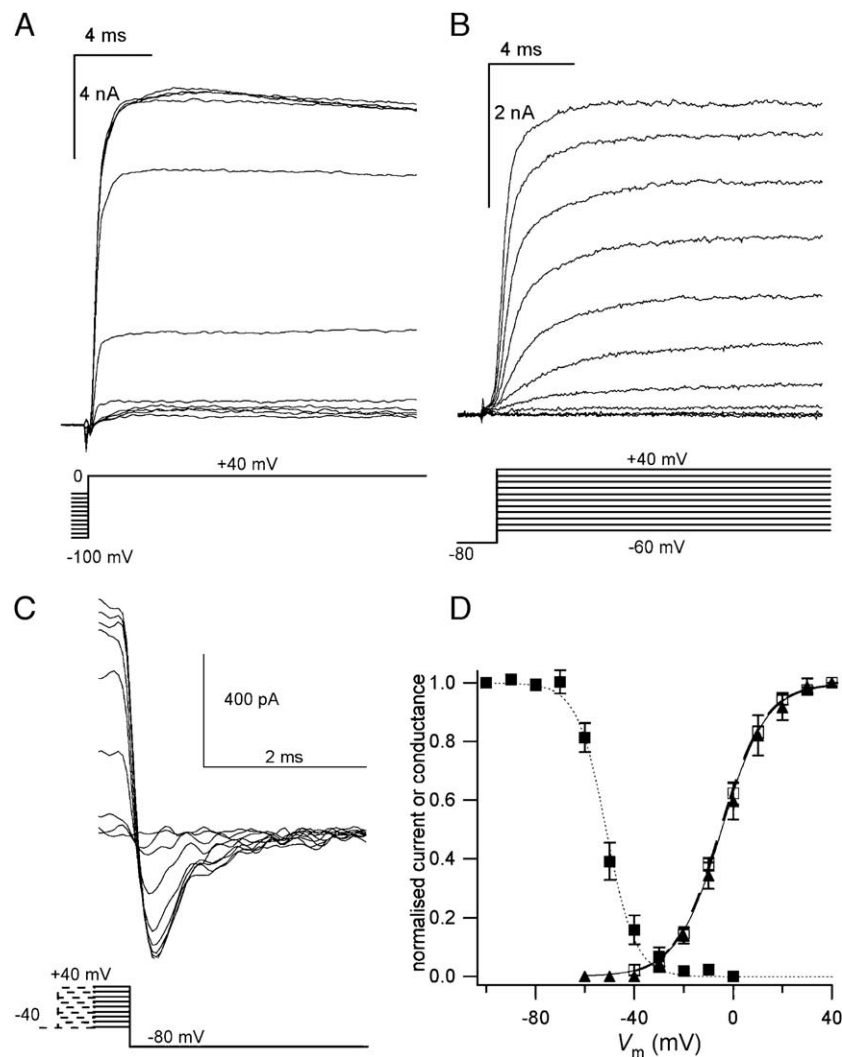 A
4 ms
4 nA
0
+40 mV
-100 mV
B
4 ms
2 nA
+40 mV
-80
-60 mV
C
400 pA
2 ms
+40 mV
-40
-80 mV
D
normalised current or conductance
1.0
0.8
0.6
0.4
0.2
0.0
-80
-40
0
40
Vm (mV)